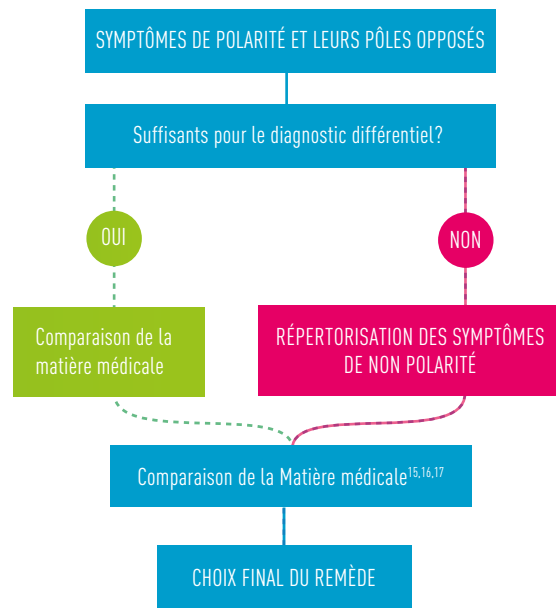 SYMPTÔMES DE POLARITÉ ET LEURS PÔLES OPPOSÉS
Suffisants pour le diagnostic différentiel?
OUI
NON
Comparaison de la
matière médicale
RÉPERTORISATION DES SYMPTÔMES
DE NON POLARITÉ
Comparaison de la Matière médicale15,16,17
CHOIX FINAL DU REMÈDE